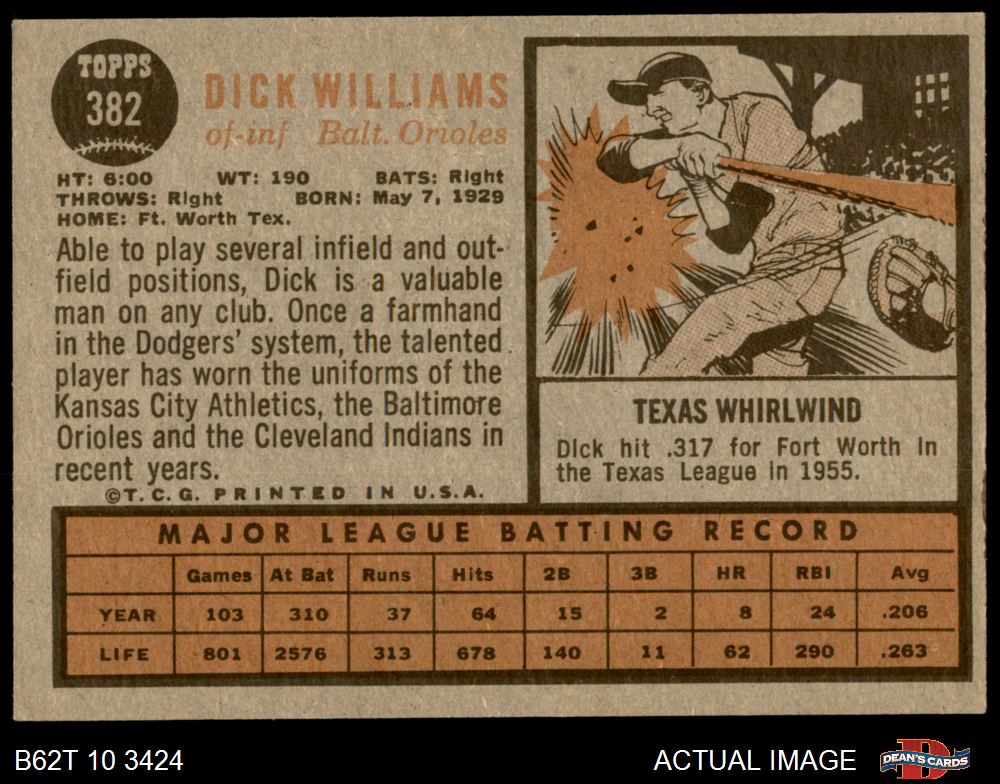 TOPPS
382
DICK WILLIAMS
of-inf Balt. Orioles
HT: 6:00 WT: 190 BATS: Right
THROWS: Right BORN: May 7, 1929
HOME: Ft. Worth Tex.
Able to play several infield and out-
field positions, Dick is a valuable
man on any club. Once a farmhand
in the Dodgers' system, the talented
player has worn the uniforms of the
Kansas City Athletics, the Baltimore
Orioles and the Cleveland Indians in
recent years.
©T.C.G. PRINTED IN U.S.A.
TEXAS WHIRLWIND
Dick hit .317 for Fort Worth in
the Texas League in 1955.
MAJOR LEAGUE BATTING RECORD
Games At Bat Runs Hits 2B 3B HR RBI Avg
YEAR 103 310 37 64 15 2 8 24 .206
LIFE 801 2576 313 678 140 11 62 290 .263
B62T 10 3424
ACTUAL IMAGE
DEAN'S CARDS